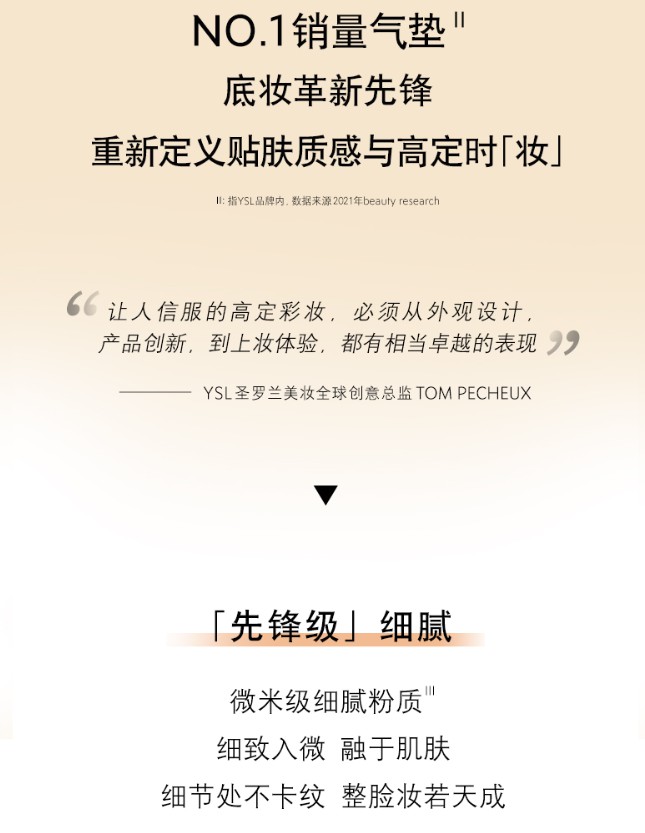 NO.1销量气垫II
底妆革新先锋
重新定义贴肤质感与高定时「妆」
II: 指YSL品牌内, 数据来源2021年beauty research
“ 让人信服的高定彩妆，必须从外观设计，
产品创新，到上妆体验，都有相当卓越的表现 ”
——— YSL圣罗兰美妆全球创意总监 TOM PECHEUX
「先锋级」细腻
微米级细腻粉质III
细致入微 融于肌肤
细节处不卡纹 整脸妆若天成